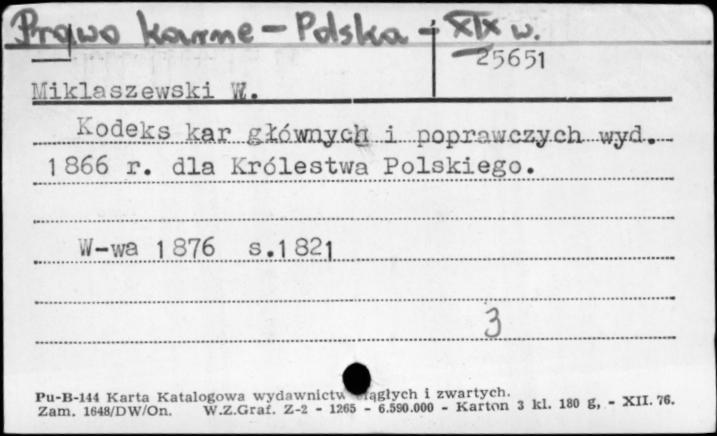 Prawo karne - Polska - XIX w.
25651
Miklaszewski W.
Kodeks kar głównych i poprawczych wyd.
1866 r. dla Królestwa Polskiego.
W-wa 1876 s.1821
3
Pu-B-144 Karta Katalogowa wydawnictw ciągłych i zwartych.
Zam. 1648/DW/On. W.Z.Graf. Z-2 - 1265 - 6.590.000 - Karton 3 kl. 180 g, - XII. 76.